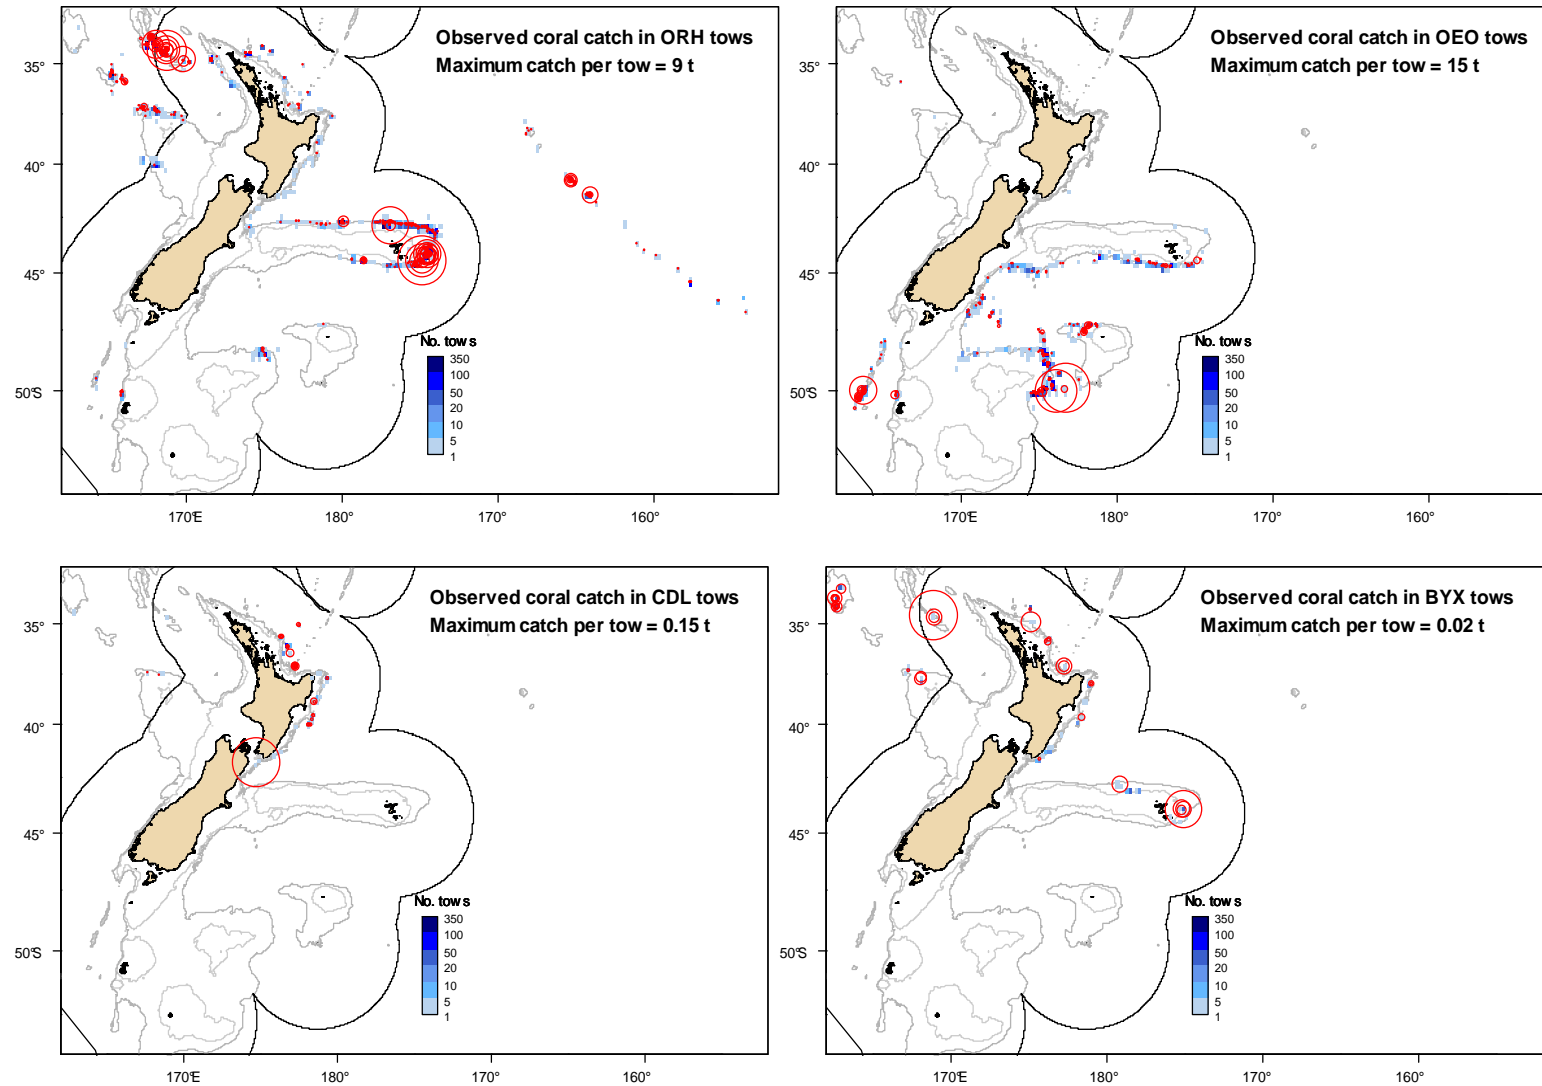 Observed coral catch in ORH tows
Maximum catch per tow = 9 t
35°
40°
45°
50°S
No. tows
350
100
50
20
10
5
1
170°E
180°
170°
160°
Observed coral catch in OEO tows
Maximum catch per tow = 15 t
35°
40°
45°
50°S
No. tows
350
100
50
20
10
5
1
170°E
180°
170°
160°
Observed coral catch in CDL tows
Maximum catch per tow = 0.15 t
35°
40°
45°
50°S
No. tows
350
100
50
20
10
5
1
170°E
180°
170°
160°
Observed coral catch in BYX tows
Maximum catch per tow = 0.02 t
35°
40°
45°
50°S
No. tows
350
100
50
20
10
5
1
170°E
180°
170°
160°